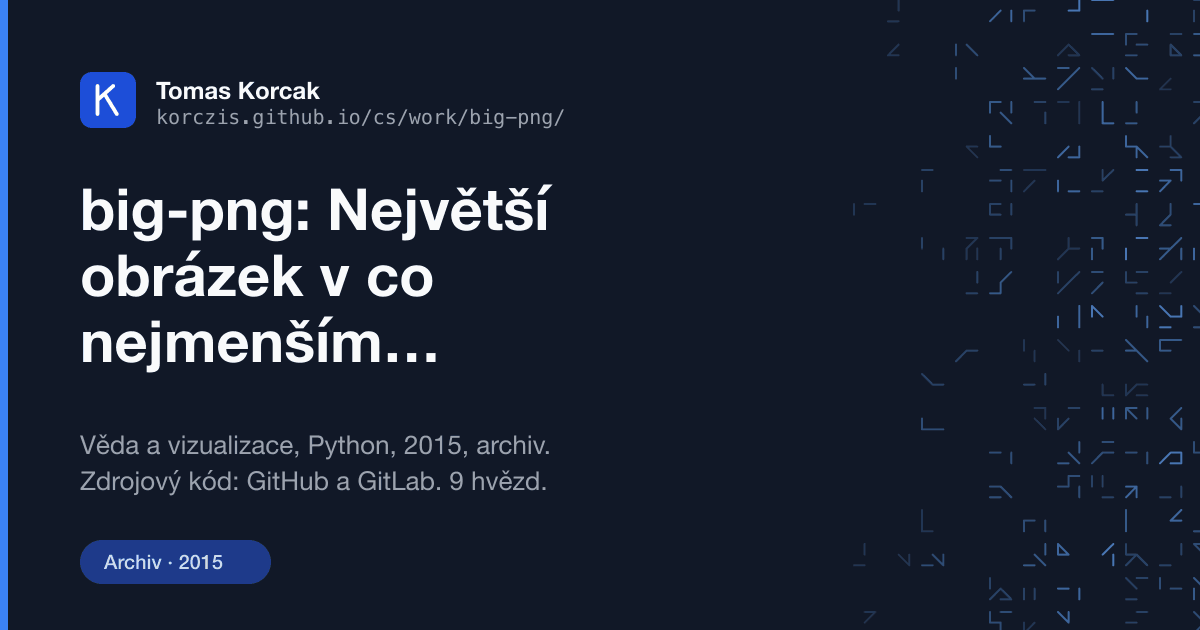 K
Tomas Korcak
korczis.github.io/cs/work/big-png/
big-png: Největší
obrázek v co
nejmenším…
Věda a vizualizace, Python, 2015, archiv.
Zdrojový kód: GitHub a GitLab. 9 hvězd.
Archiv · 2015